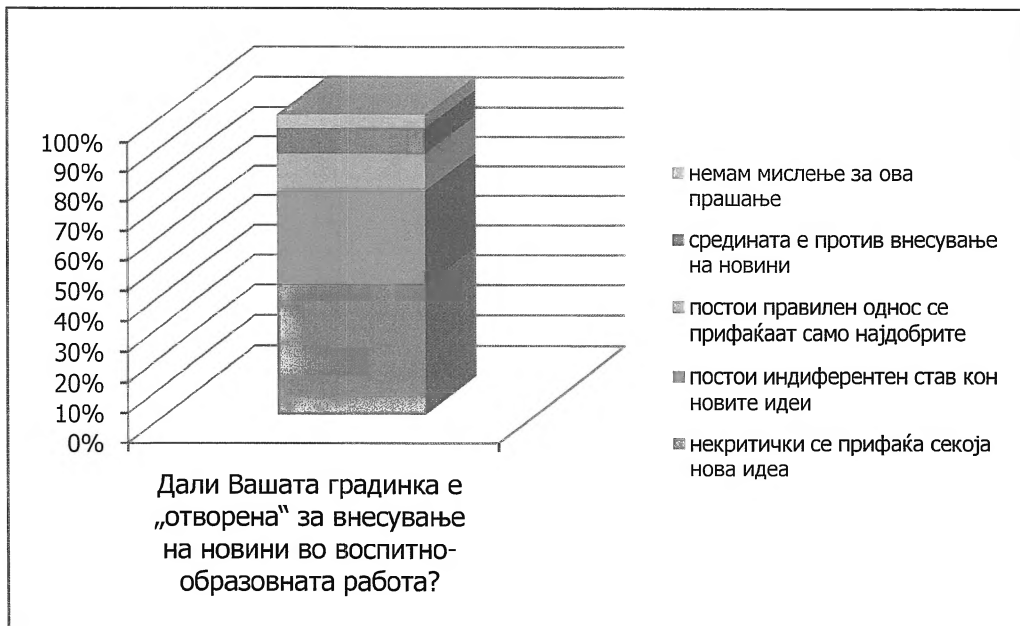 100%
90%
80%
70%
60%
50%
40%
30%
20%
10%
0%
Дали Вашата градинка е
„отворена“ за внесување
на новини во воспитно-
образовната работа?
немам мислење за ова
прашање
средината е против внесување
на новини
постои правилен однос се
прифаќаат само најдобрите
постои индиферентен став кон
новите идеи
некритички се прифаќа секоја
нова идеа